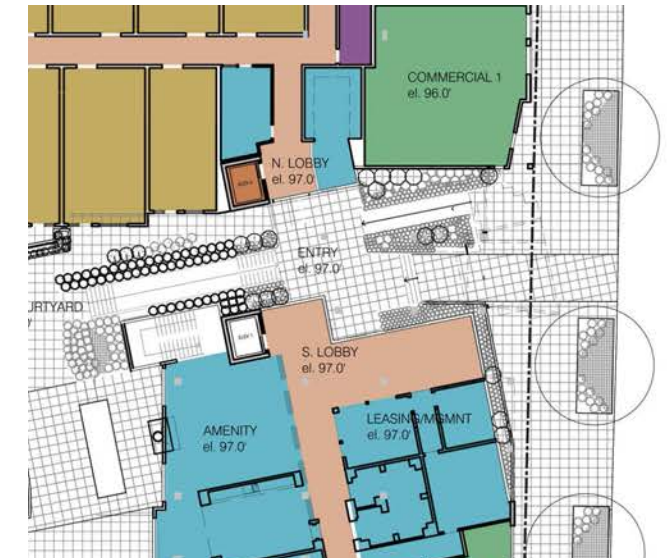 COMMERCIAL 1
el. 96.0'
N. LOBBY
el. 97.0'
ENTRY
el. 97.0'
URTYARD
S. LOBBY
el. 97.0'
AMENITY
el. 97.0'
LEASING/MGMNT
el. 97.0'